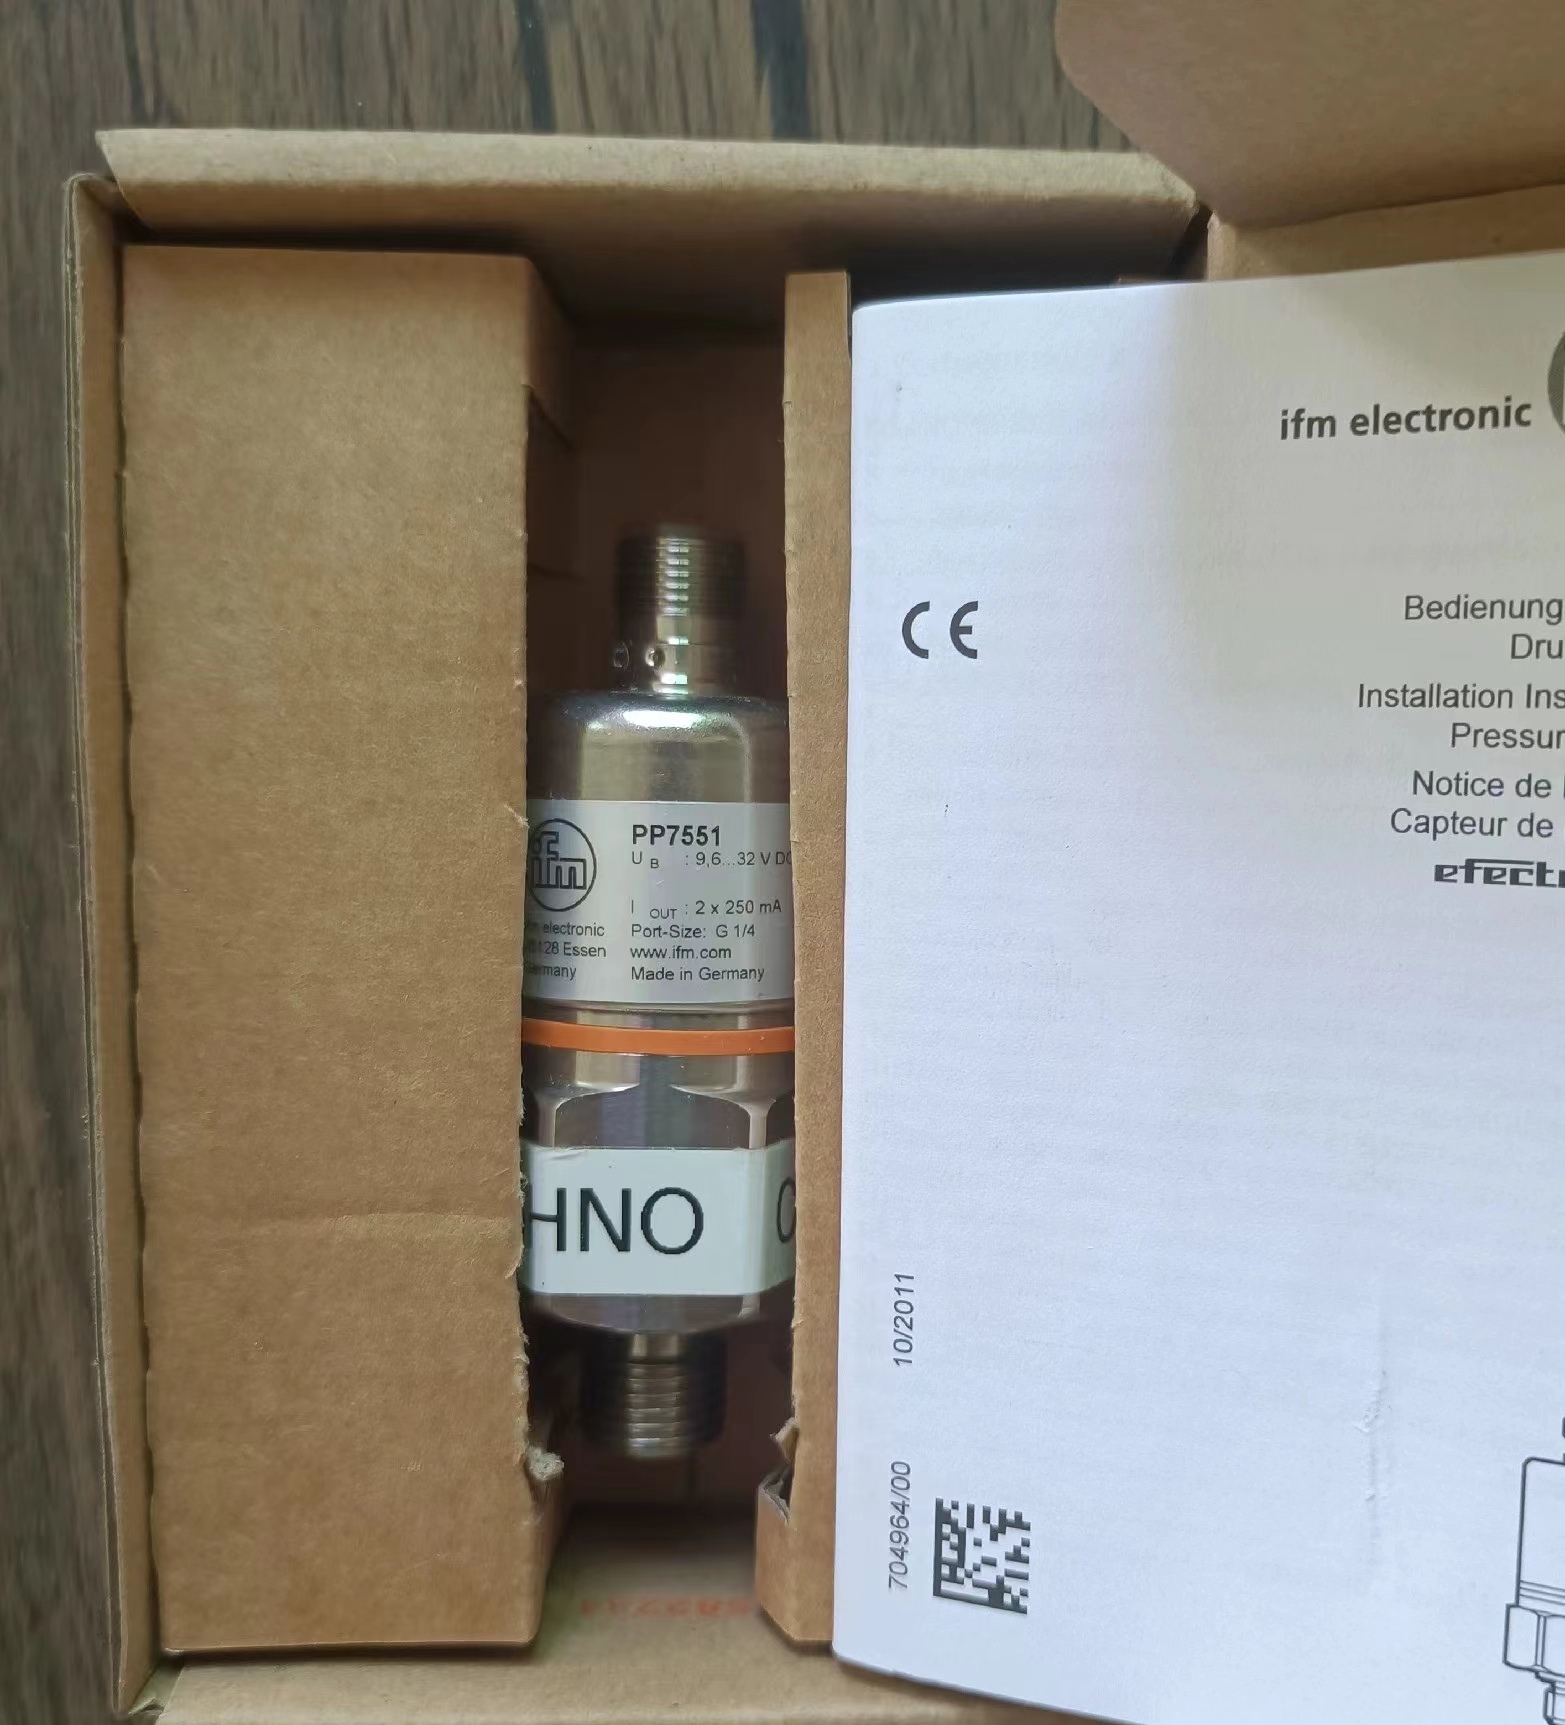 ifm
PP7551
U B : 9,6...32 V DC
I OUT : 2 x 250 mA
electronic
Port-Size: G 1/4
128 Essen
www.ifm.com
Made in Germany
HNO
ifm electronic
CE
Bedienung
Dru
Installation Ins
Pressur
Notice de
Capteur de
efect
10/2011
704964/00